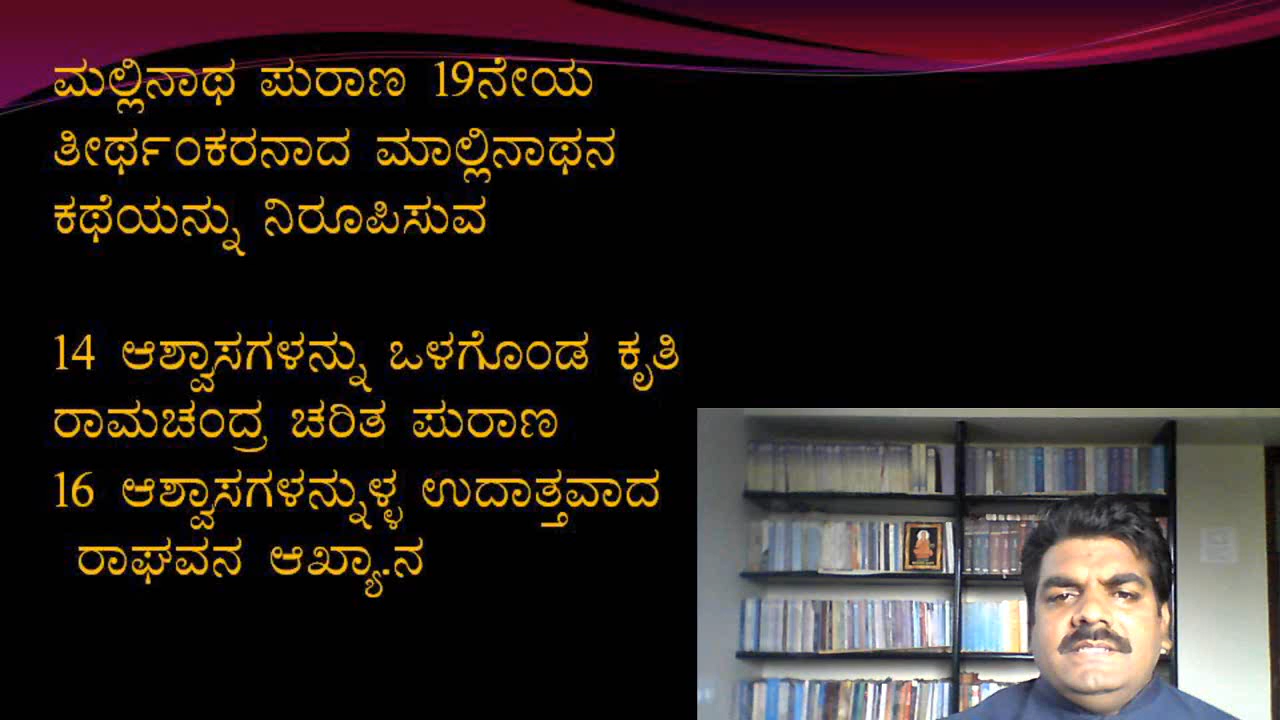 ಮಲ್ಲಿನಾಥ ಪುರಾಣ 19ನೇಯ
ತೀರ್ಥಂಕರನಾದ ಮಾಲ್ಲಿನಾಥನ
ಕಥೆಯನ್ನು ನಿರೂಪಿಸುವ
14 ಆಶ್ವಾಸಗಳನ್ನು ಒಳಗೊಂಡ ಕೃತಿ
ರಾಮಚಂದ್ರ ಚರಿತ ಪುರಾಣ
16 ಆಶ್ವಾಸಗಳನ್ನುಳ್ಳ ಉದಾತ್ತವಾದ
ರಾಘವನ ಆಖ್ಯಾ.ನ